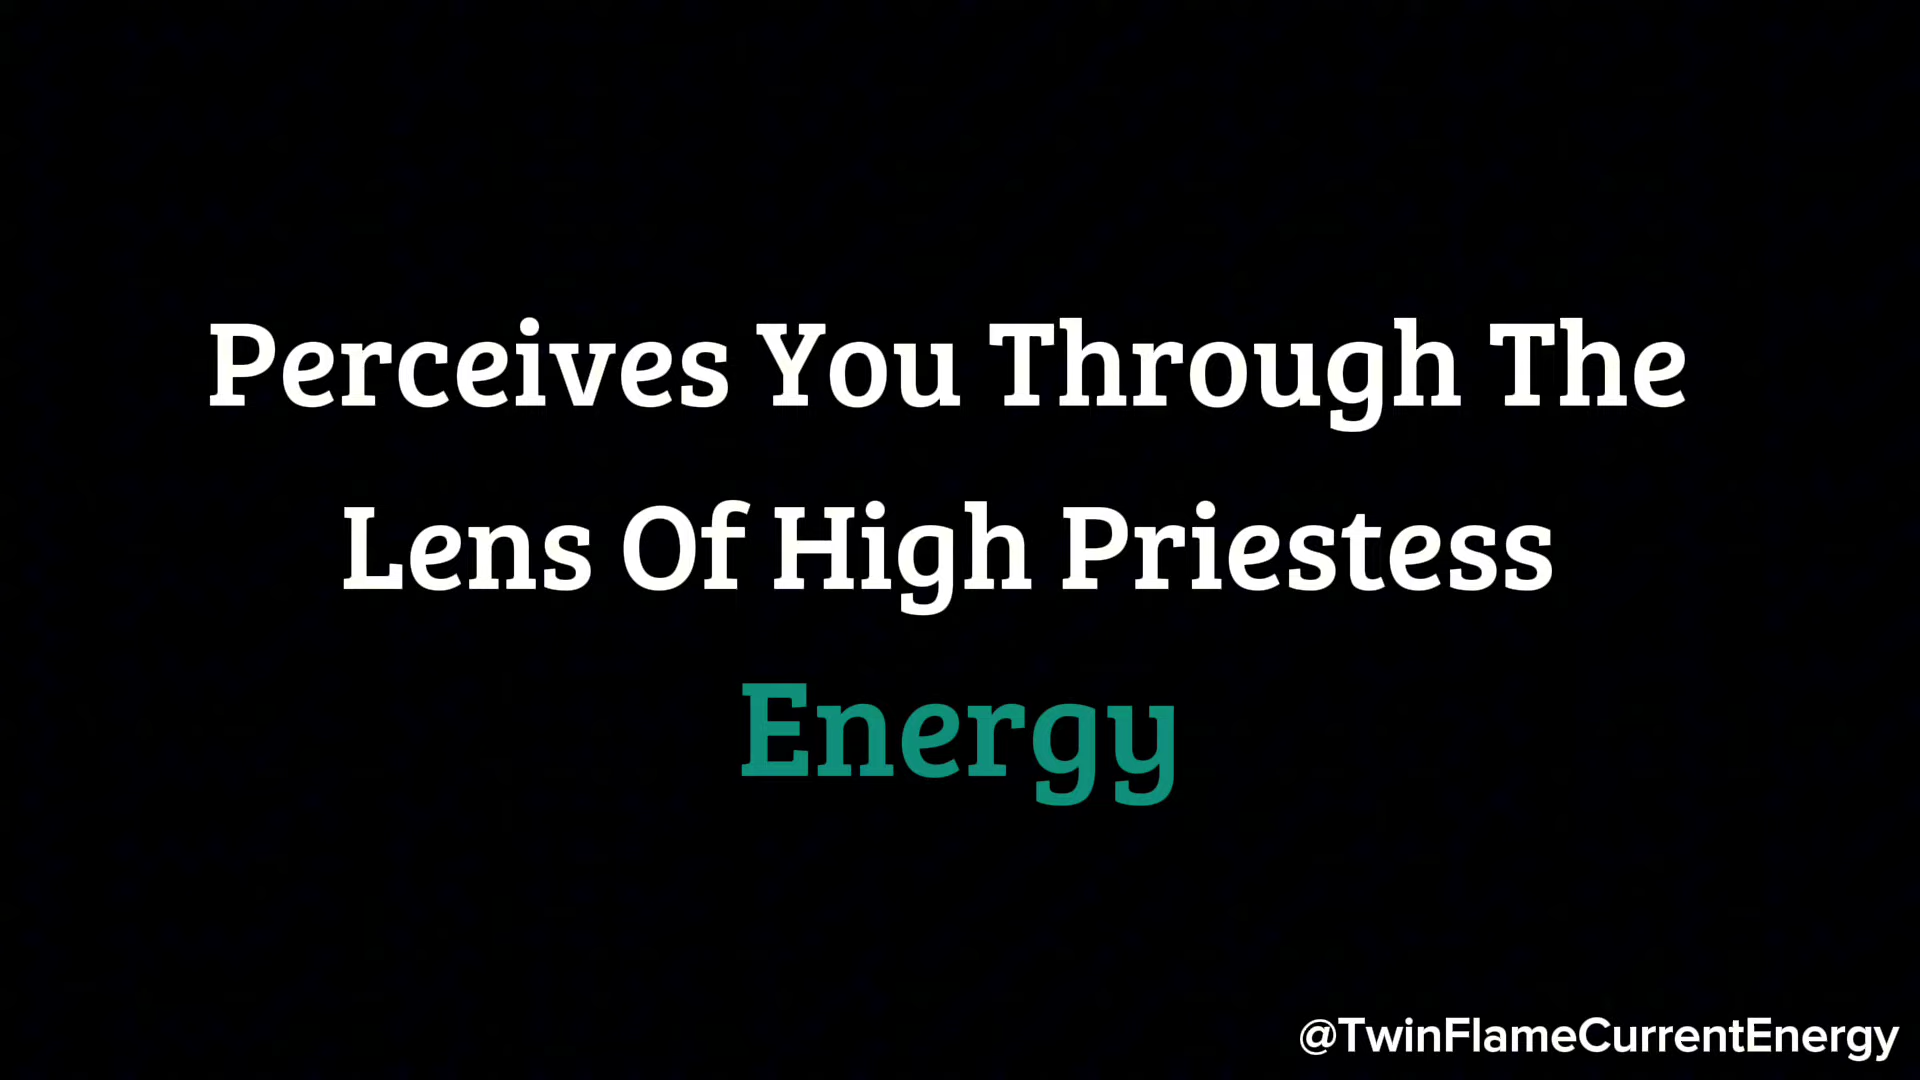 Perceives You Through The
Lens Of High Priestess
Energy
@TwinFlameCurrentEnergy